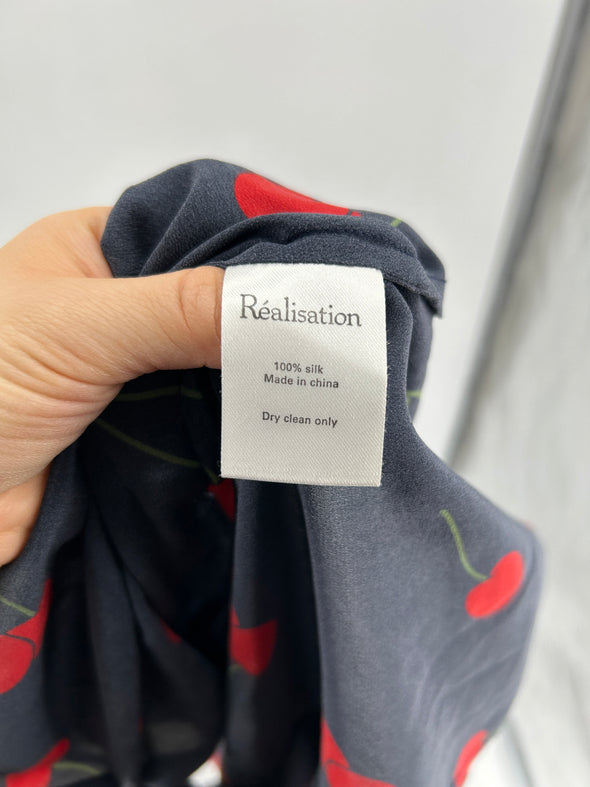 Réalisation
100% silk
Made in china
Dry clean only